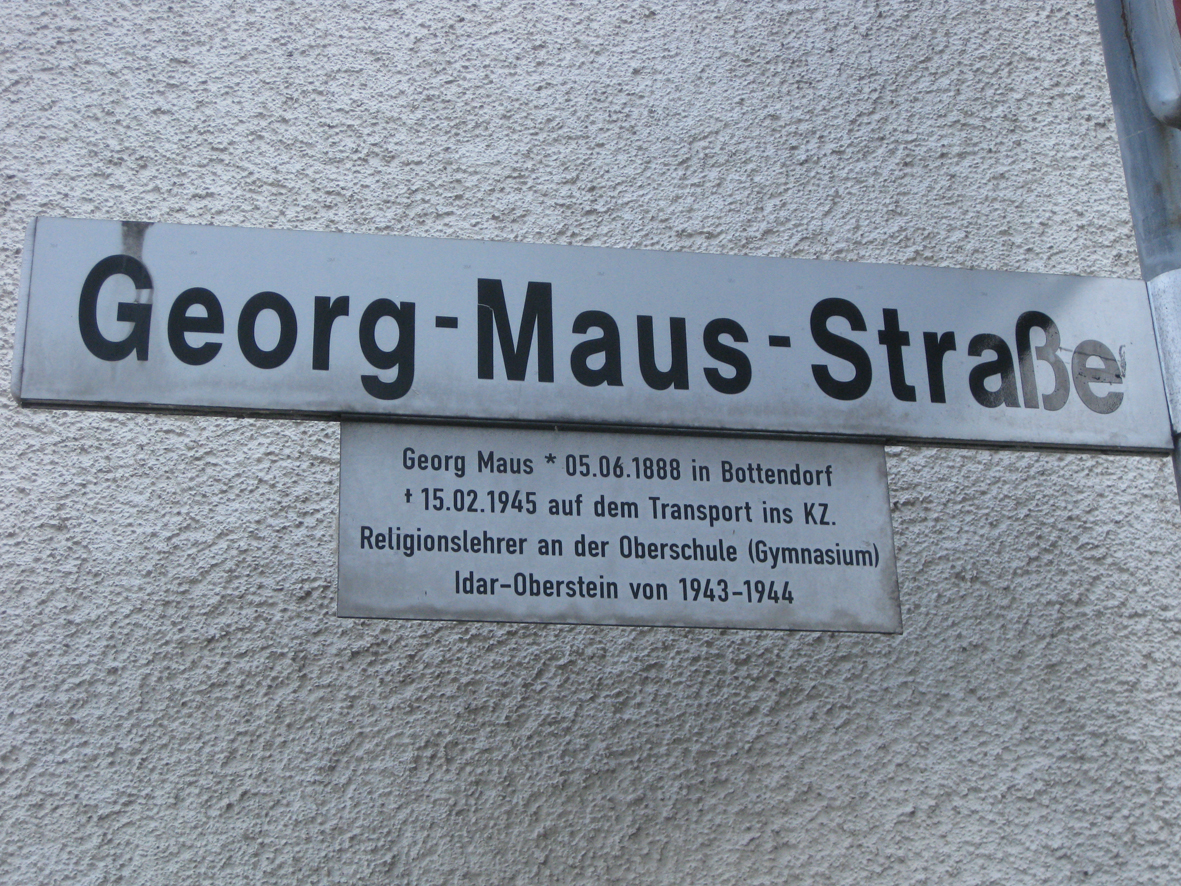 Georg-Maus-Straße
Georg Maus * 05.06.1888 in Bottendorf
† 15.02.1945 auf dem Transport ins KZ.
Religionslehrer an der Oberschule (Gymnasium)
Idar-Oberstein von 1943-1944